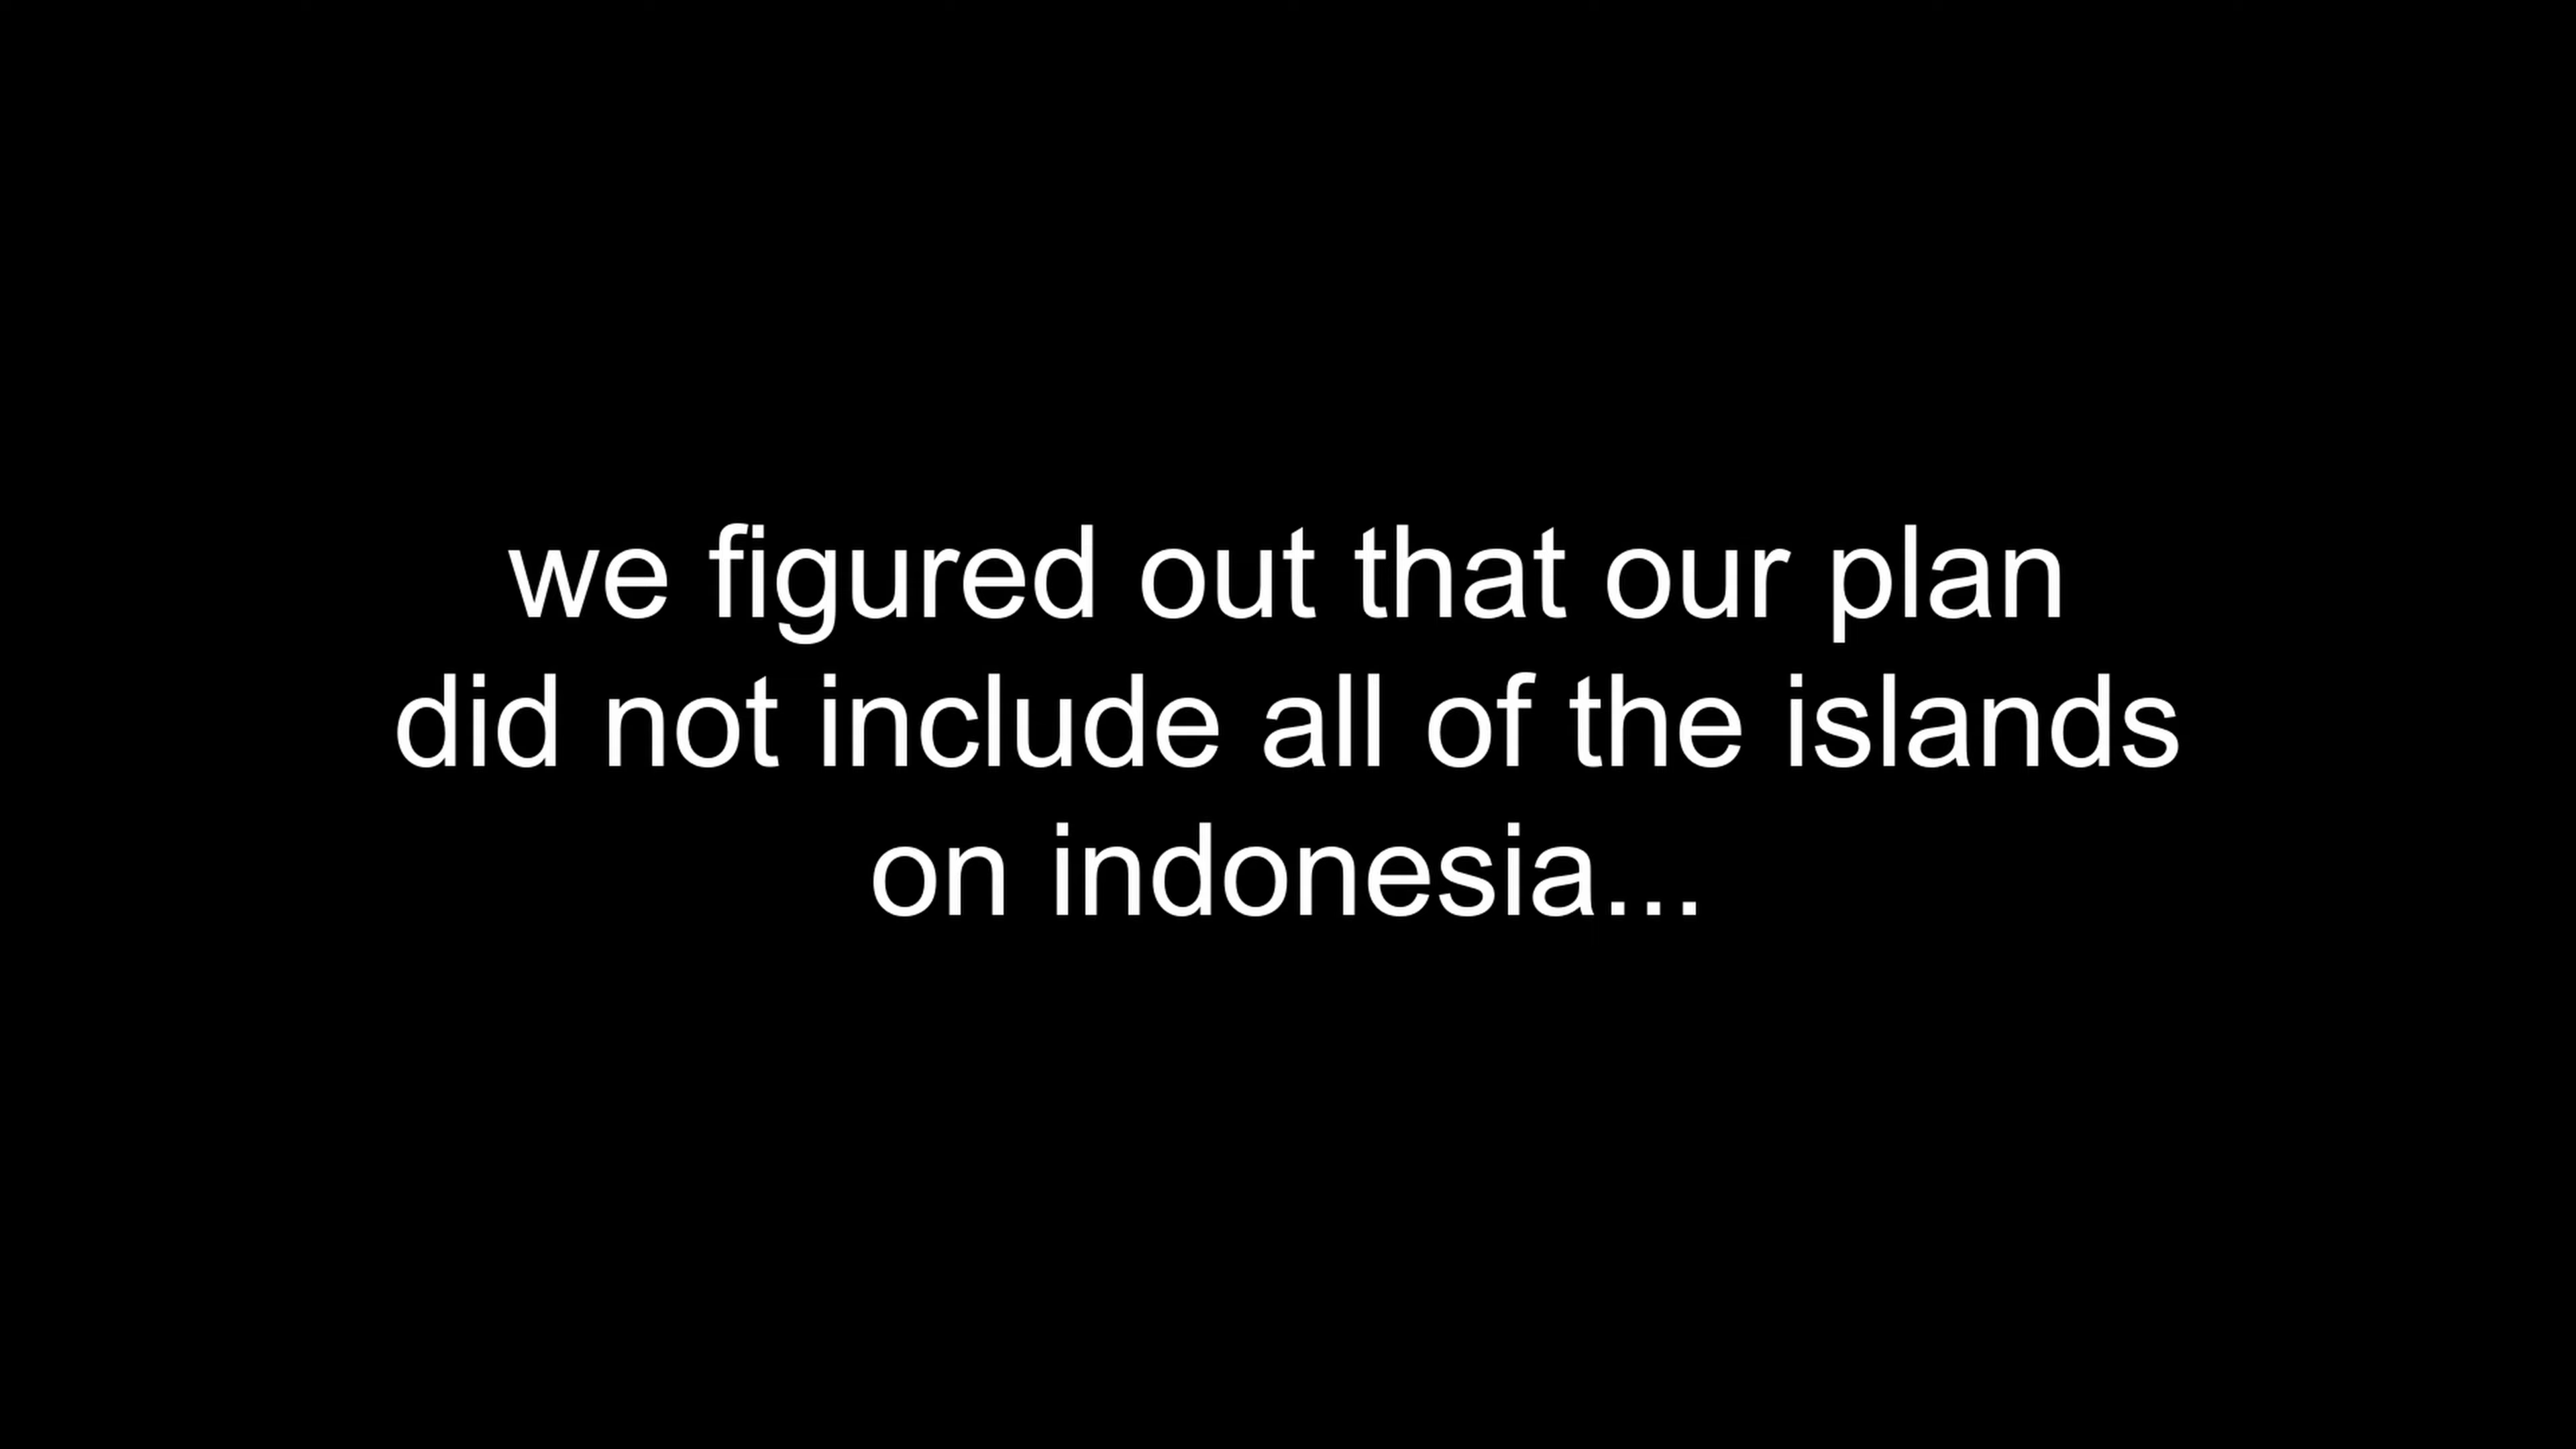 we figured out that our plan
did not include all of the islands
on indonesia...